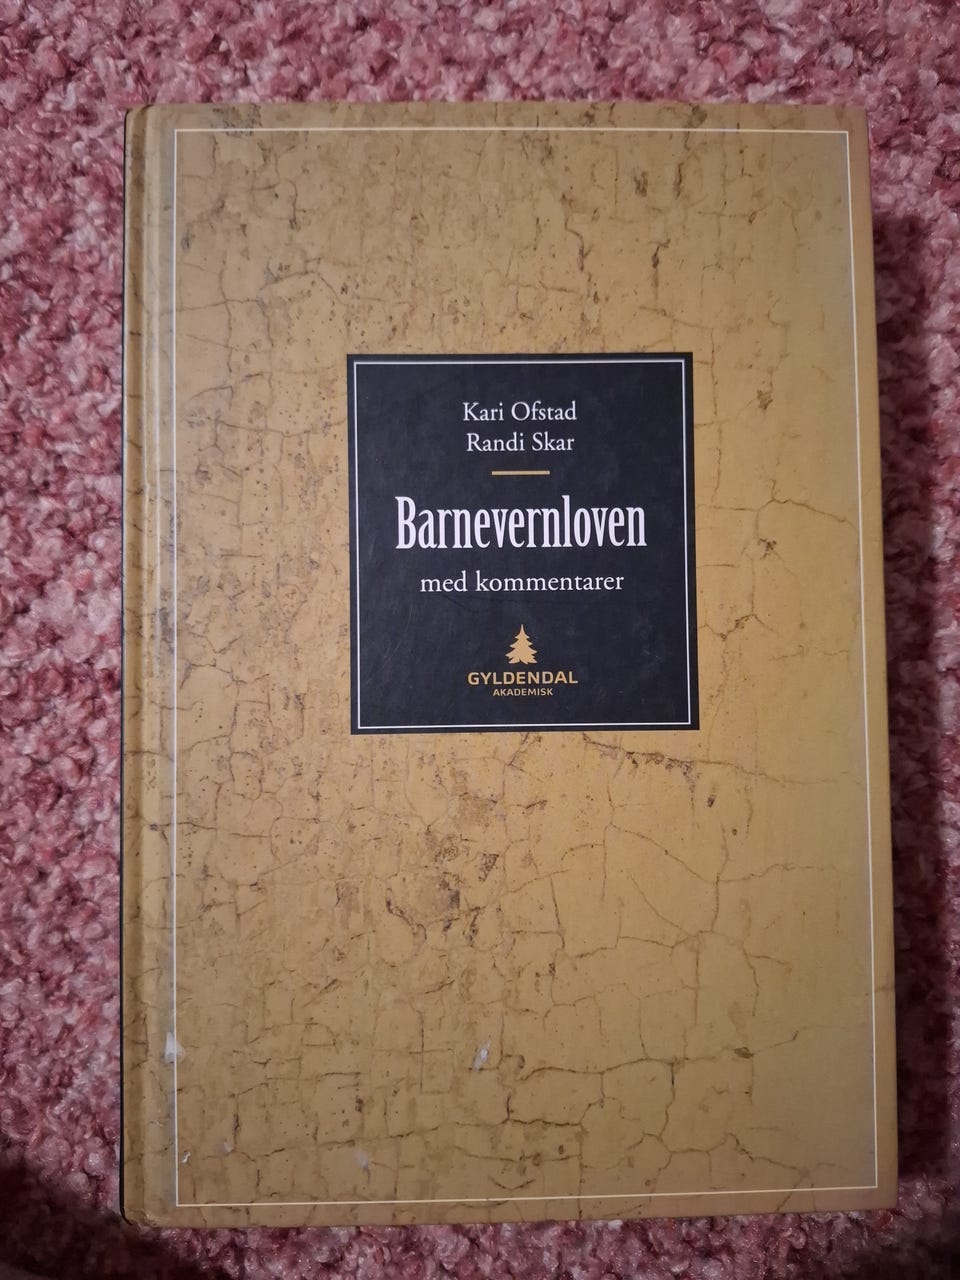 Kari Ofstad
Randi Skar
Barnevernloven
med kommentarer
GYLDENDAL
AKADEMISK